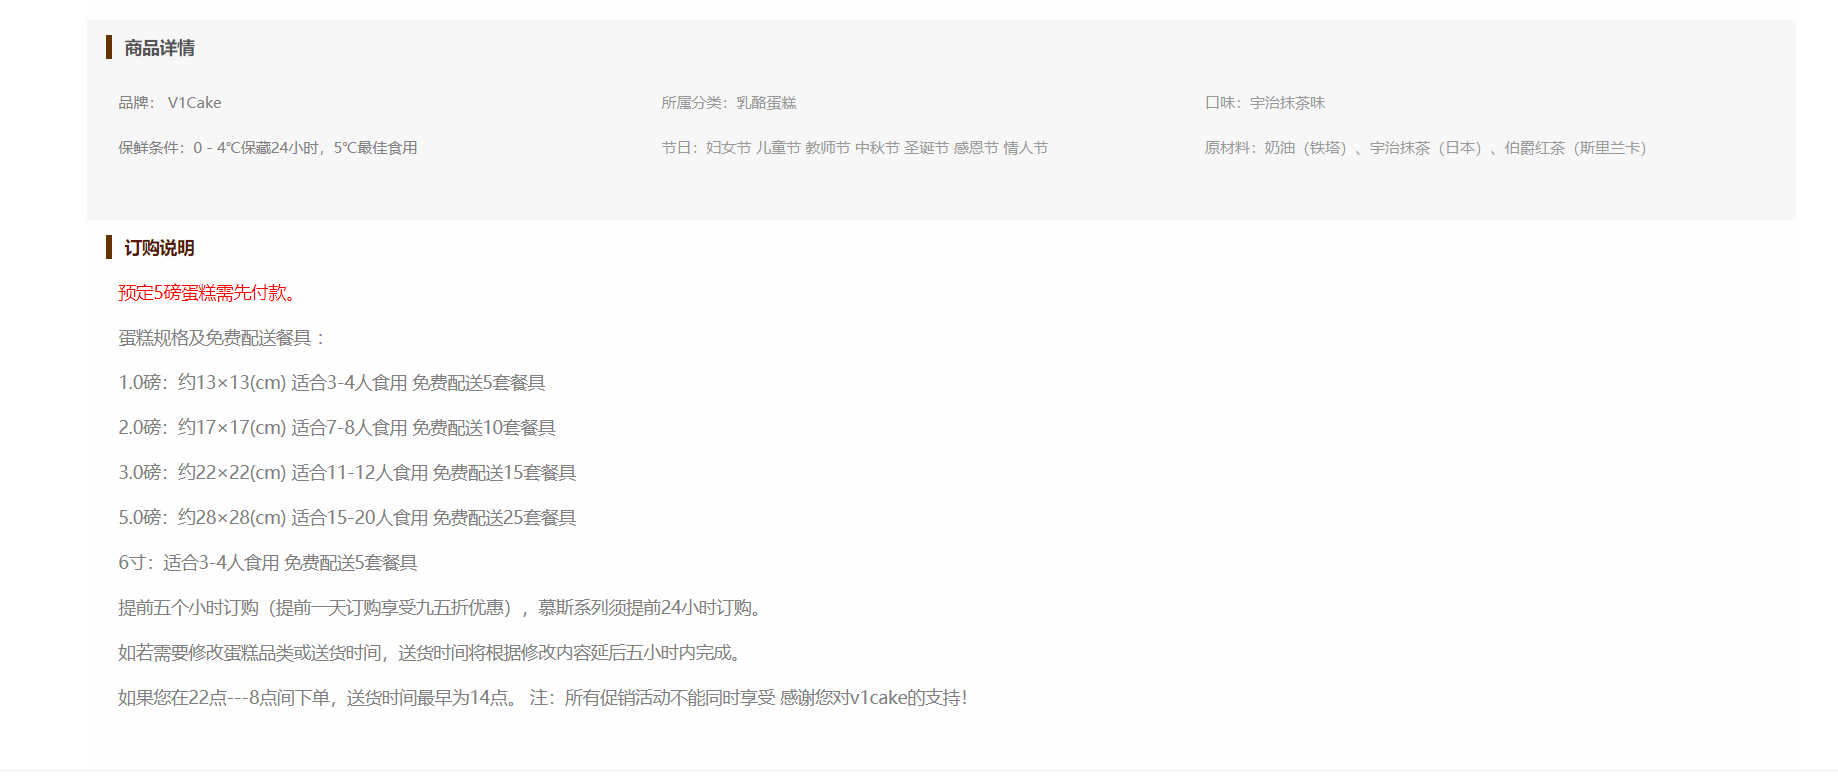 商品详情
品牌： V1Cake
所属分类：乳酪蛋糕
口味：宇治抹茶味
保鲜条件：0 - 4℃保藏24小时，5℃最佳食用
节日：妇女节 儿童节 教师节 中秋节 圣诞节 感恩节 情人节
原材料：奶油（铁塔）、宇治抹茶（日本）、伯爵红茶（斯里兰卡）
订购说明
预定5磅蛋糕需先付款。
蛋糕规格及免费配送餐具 ：
1.0磅：约13×13(cm) 适合3-4人食用 免费配送5套餐具
2.0磅：约17×17(cm) 适合7-8人食用 免费配送10套餐具
3.0磅：约22×22(cm) 适合11-12人食用 免费配送15套餐具
5.0磅：约28×28(cm) 适合15-20人食用 免费配送25套餐具
6寸：适合3-4人食用 免费配送5套餐具
提前五个小时订购（提前一天订购享受九五折优惠），慕斯系列须提前24小时订购。
如若需要修改蛋糕品类或送货时间，送货时间将根据修改内容延后五小时内完成。
如果您在22点---8点间下单，送货时间最早为14点。 注：所有促销活动不能同时享受 感谢您对v1cake的支持！